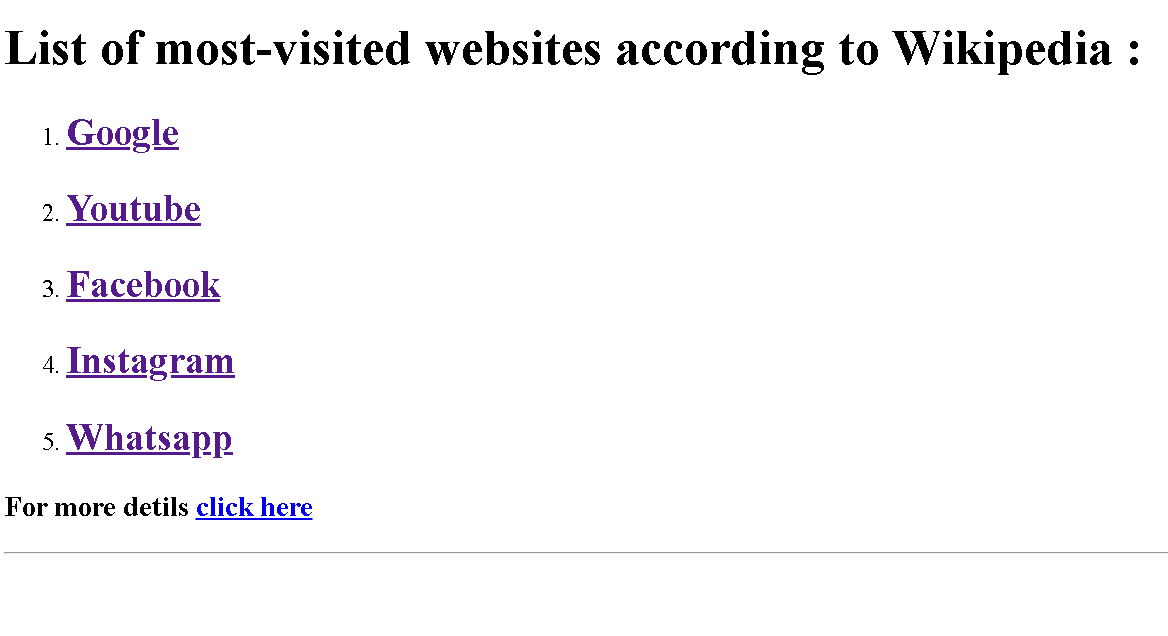 List of most-visited websites according to Wikipedia :
1. Google
2. Youtube
3. Facebook
4. Instagram
5. Whatsapp
For more detils click here